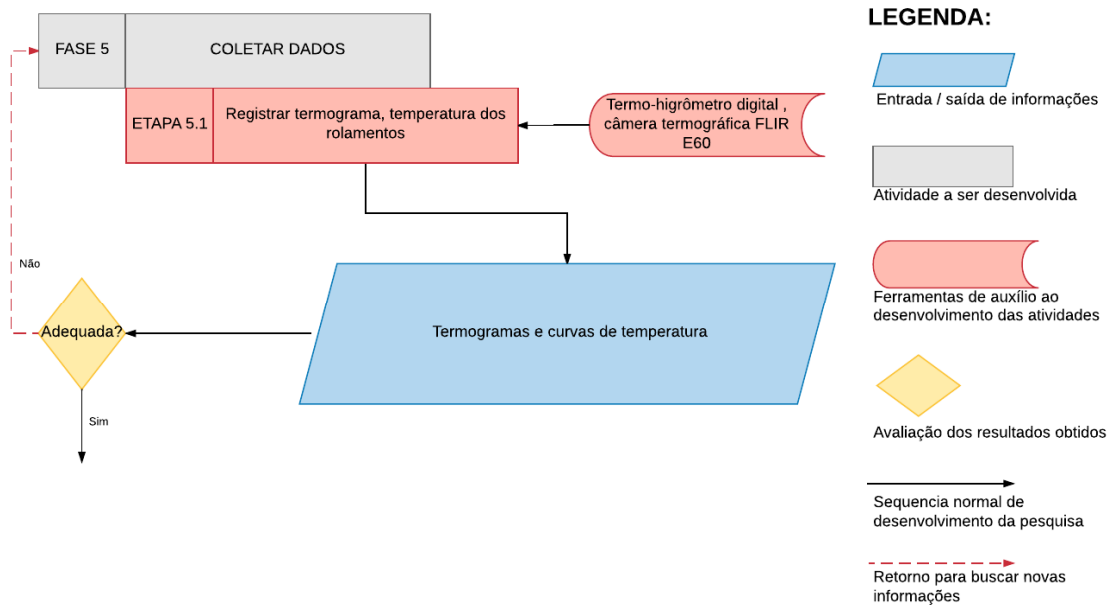 FASE 5
COLETAR DADOS
ETAPA 5.1
Registrar termograma, temperatura dos
rolamentos
Termo-higrômetro digital ,
câmera termográfica FLIR
E60
Termogramas e curvas de temperatura
Não
Adequada?
Sim
LEGENDA:
Entrada / saída de informações
Atividade a ser desenvolvida
Ferramentas de auxílio ao
desenvolvimento das atividades
Avaliação dos resultados obtidos
Sequencia normal de
desenvolvimento da pesquisa
Retorno para buscar novas
informações